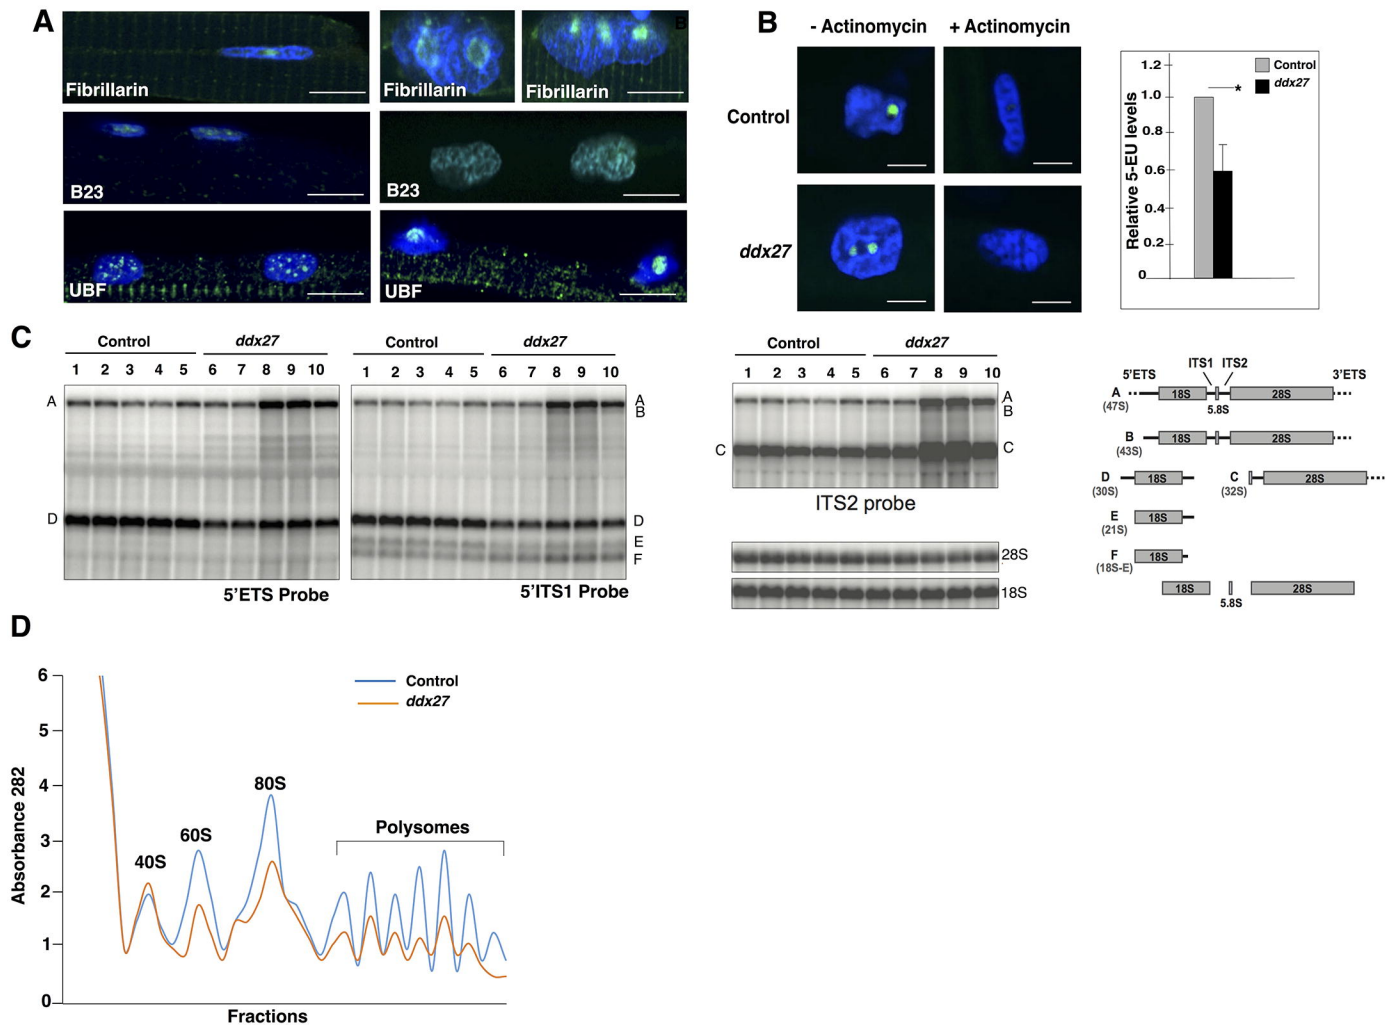 A
Fibrillarin
Fibrillarin
B
Fibrillarin
B23
B23
UBF
UBF
B
- Actinomycin
+ Actinomycin
Control
ddx27
Relative 5-EU levels
1.2
1.0
0.8
0.6
0.4
0.2
0
Control
ddx27
*
C
Control
ddx27
1 2 3 4 5 6 7 8 9 10
A
D
5'ETS Probe
Control
ddx27
1 2 3 4 5 6 7 8 9 10
A
B
D
E
F
5'ITS1 Probe
Control
ddx27
1 2 3 4 5 6 7 8 9 10
A
B
C
C
ITS2 probe
28S
18S
ITS1 ITS2
5'ETS
3'ETS
A
(47S)
18S
5.8S
28S
B
(43S)
18S
28S
D
(30S)
18S
C
(32S)
28S
E
(21S)
18S
F
(18S-E)
18S
18S
5.8S
28S
D
Absorbance 282
6
5
4
3
2
1
0
Control
ddx27
40S
60S
80S
Polysomes
Fractions